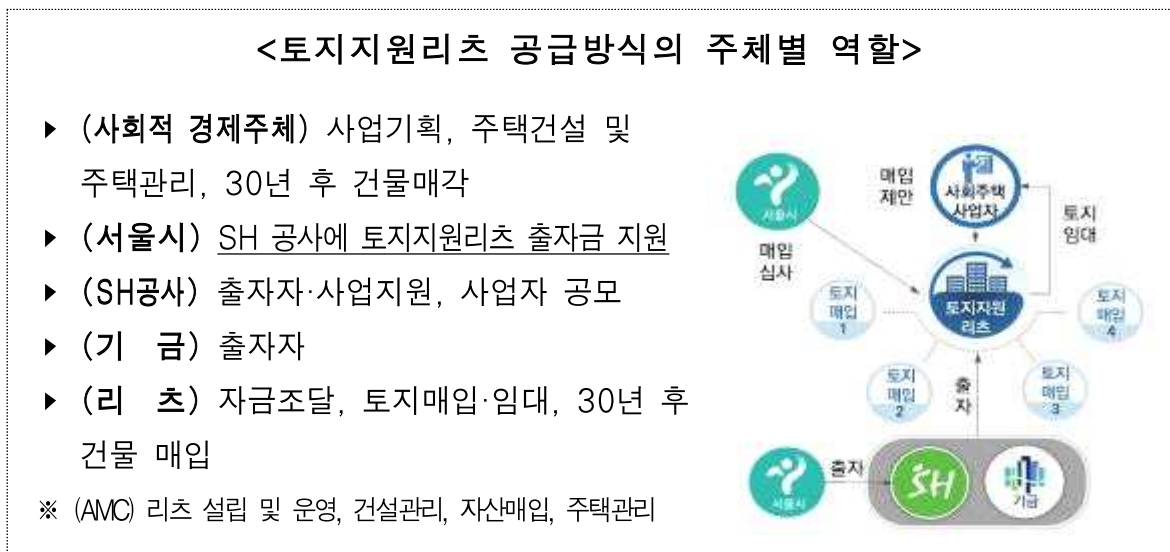 <토지지원리츠 공급방식의 주체별 역할>
▶ (사회적 경제주체) 사업기획, 주택건설 및
주택관리, 30년 후 건물매각
▶ (서울시) SH 공사에 토지지원리츠 출자금 지원
▶ (SH공사) 출자자·사업지원, 사업자 공모
▶ (기 금) 출자자
▶ (리 츠) 자금조달, 토지매입·임대, 30년 후
건물 매입
※ (AMC) 리츠 설립 및 운영, 건설관리, 자산매입, 주택관리
서울시
매입
심사
매입
제안
사회주택
사업자
토지
임대
토지지원
리츠
토지
매입
1
토지
매입
2
토지
매입
3
토지
매입
4
출
자
서울시
출자
SH
기금